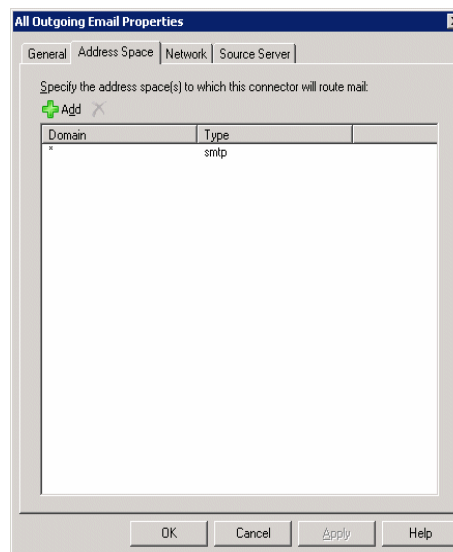 All Outgoing Email Properties
General Address Space Network Source Server
Specify the address space(s) to which this connector will route mail:
Add
Domain Type
* smtp
OK Cancel Apply Help